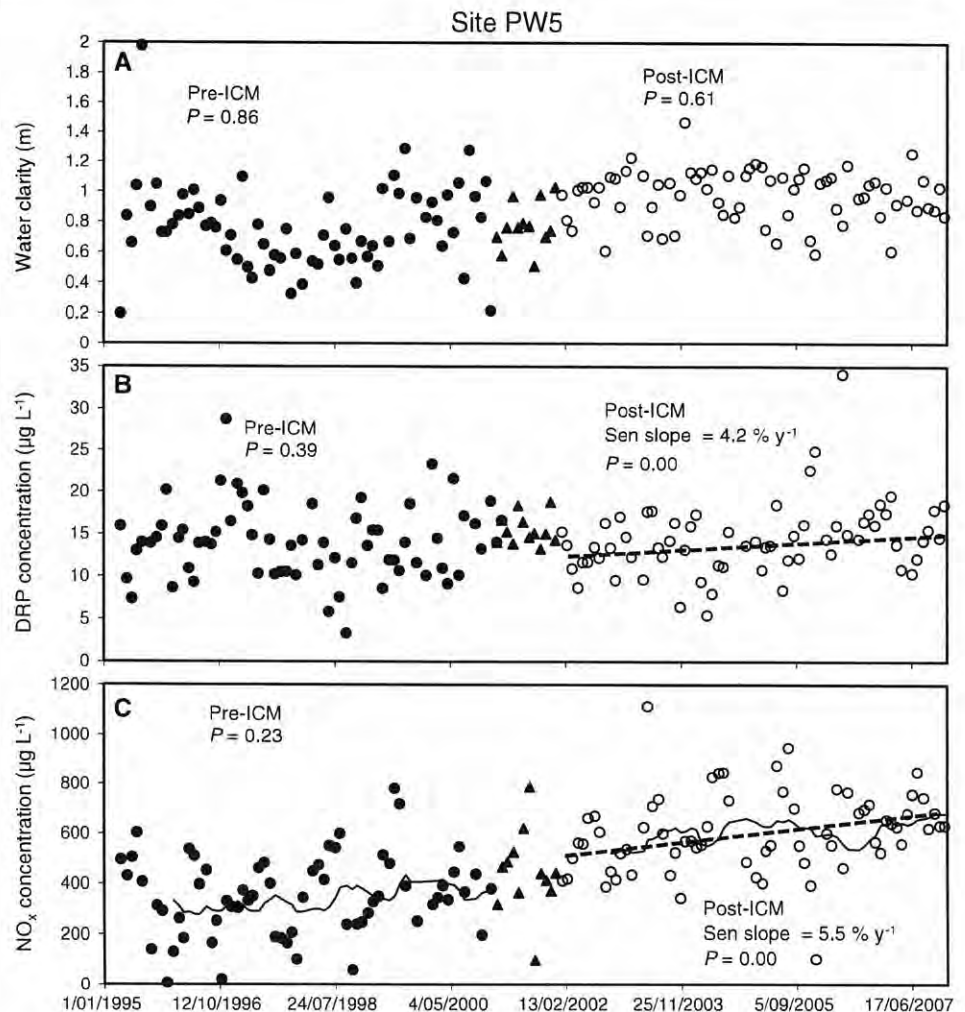 Site PW5
A
Water clarity (m)
2
1.8
1.6
1.4
1.2
1
0.8
0.6
0.4
0.2
0
Pre-ICM
P = 0.86
Post-ICM
P = 0.61
B
DRP concentration (µg L⁻¹)
35
30
25
20
15
10
5
0
Pre-ICM
P = 0.39
Post-ICM
Sen slope = 4.2 % y⁻¹
P = 0.00
C
NOₓ concentration (µg L⁻¹)
1200
1000
800
600
400
200
0
Pre-ICM
P = 0.23
Post-ICM
Sen slope = 5.5 % y⁻¹
P = 0.00
1/01/1995 12/10/1996 24/07/1998 4/05/2000 13/02/2002 25/11/2003 5/09/2005 17/06/2007